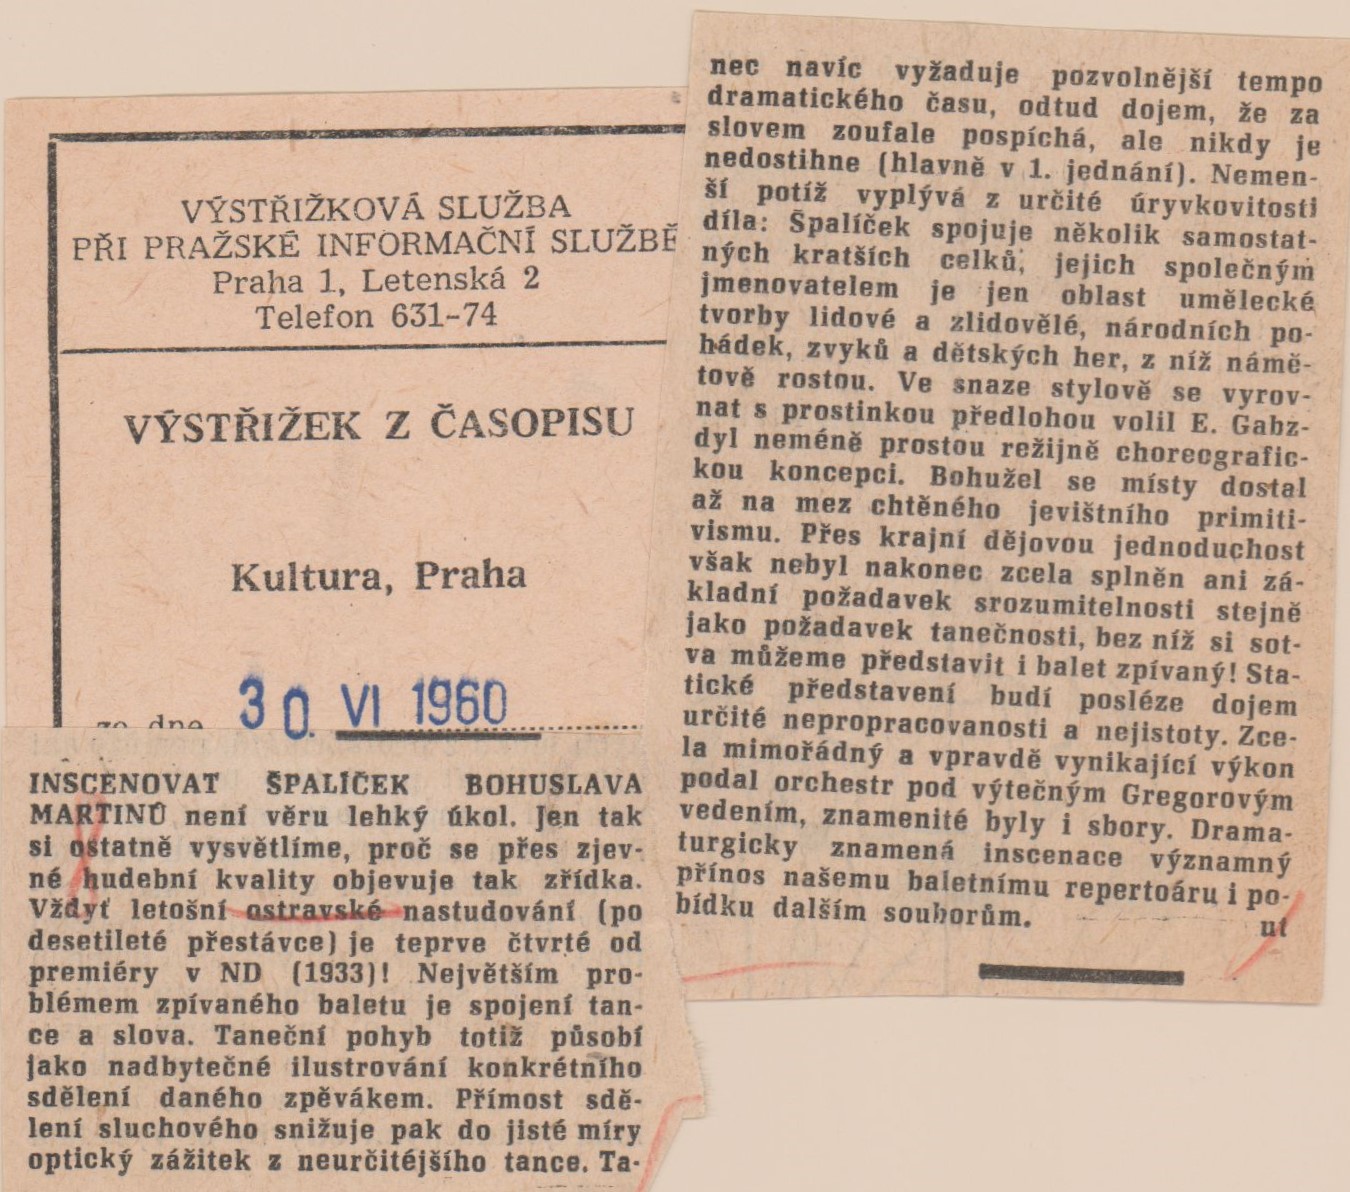 VÝSTŘIŽKOVÁ SLUŽBA
PŘI PRAŽSKÉ INFORMAČNÍ SLUŽBĚ
Praha 1, Letenská 2
Telefon 631-74
VÝSTŘIŽEK Z ČASOPISU
Kultura, Praha
ze dne 30. VI 1960
INSCENOVAT ŠPALÍČEK BOHUSLAVA
MARTINŮ není věru lehký úkol. Jen tak
si ostatně vysvětlíme, proč se přes zjev-
né hudební kvality objevuje tak zřídka.
Vždyť letošní ostravské nastudování (po
desetileté přestávce) je teprve čtvrté od
premiéry v ND (1933)! Největším pro-
blémem zpívaného baletu je spojení tan-
ce a slova. Taneční pohyb totiž působí
jako nadbytečné ilustrování konkrétního
sdělení daného zpěvákem. Přímost sdě-
lení sluchového snižuje pak do jisté míry
optický zážitek z neurčitéjšího tance. Ta-
nec navíc vyžaduje pozvolnější tempo
dramatického času, odtud dojem, že za
slovem zoufale pospíchá, ale nikdy je
nedostihne (hlavně v 1. jednání). Nemen-
ší potíž vyplývá z určité úryvkovitosti
díla: Špalíček spojuje několik samostat-
ných kratších celků, jejich společným
jmenovatelem je jen oblast umělecké
tvorby lidové a zlidovělé, národních po-
hádek, zvyků a dětských her, z níž námě-
tově rostou. Ve snaze stylově se vyrov-
nat s prostinkou předlohou volil E. Gabz-
dyl neméně prostou režijně choreografic-
kou koncepci. Bohužel se místy dostal
až na mez chtěného jevištního primiti-
vismu. Přes krajní dějovou jednoduchost
však nebyl nakonec zcela splněn ani zá-
kladní požadavek srozumitelnosti stejně
jako požadavek tanečnosti, bez níž si sot-
va můžeme představit i balet zpívaný! Sta-
tické představení budí posléze dojem
určité nepropracovanosti a nejistoty. Zce-
la mimořádný a vpravdě vynikající výkon
podal orchestr pod výtečným Gregorovým
vedením, znamenité byly i sbory. Drama-
turgicky znamená inscenace významný
přínos našemu baletnímu repertoáru i po-
bídku dalším souborům.
ut